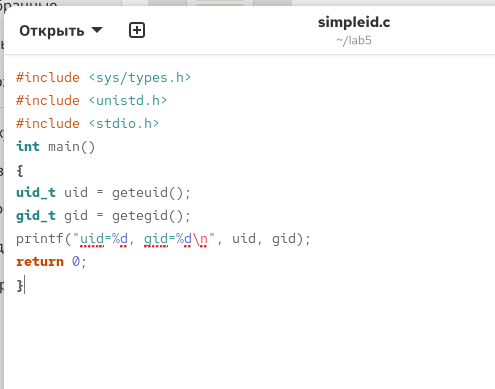 Открыть
simpleid.c
~/lab5
#include <sys/types.h>
#include <unistd.h>
#include <stdio.h>
int main()
{
uid_t uid = geteuid();
gid_t gid = getegid();
printf("uid=%d, gid=%d\n", uid, gid);
return 0;
}